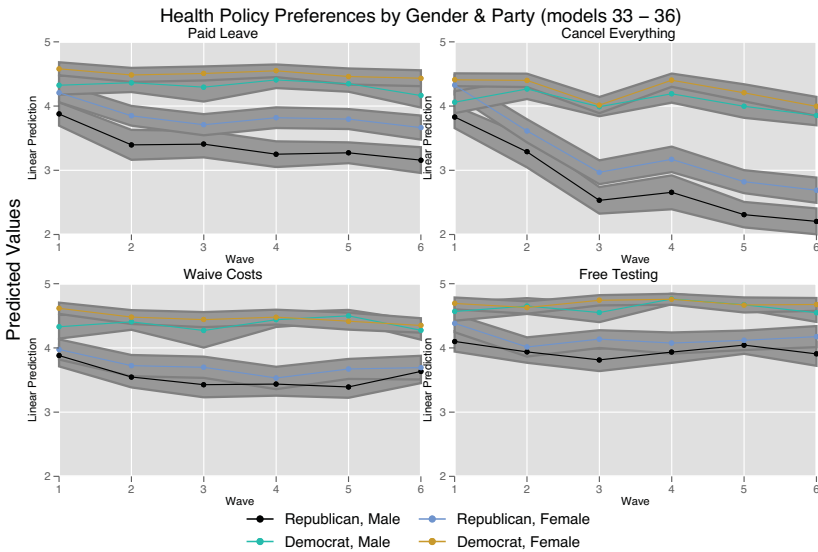 Health Policy Preferences by Gender & Party (models 33 − 36)
Paid Leave
Cancel Everything
5
4
3
2
Linear Prediction
1 2 3 4 5 6
Wave
5
4
3
2
Linear Prediction
1 2 3 4 5 6
Wave
Predicted Values
Waive Costs
Free Testing
5
4
3
2
Linear Prediction
1 2 3 4 5 6
Wave
5
4
3
2
Linear Prediction
1 2 3 4 5 6
Wave
Republican, Male Republican, Female
Democrat, Male Democrat, Female